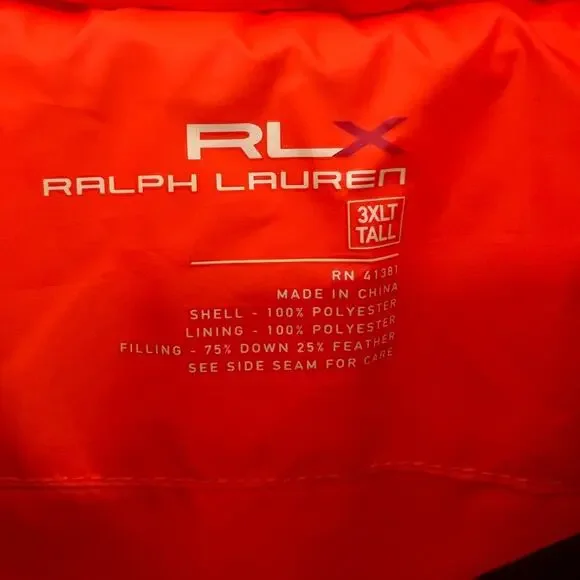 RLX
RALPH LAUREN
3XLT
TALL
RN 41381
MADE IN CHINA
SHELL - 100% POLYESTER
LINING - 100% POLYESTER
FILLING - 75% DOWN 25% FEATHER
SEE SIDE SEAM FOR CARE